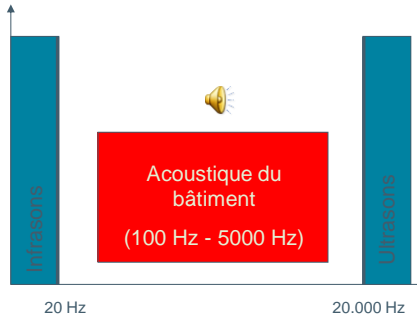 Infrasons
Acoustique du
bâtiment
(100 Hz - 5000 Hz)
Ultrasons
20 Hz
20.000 Hz